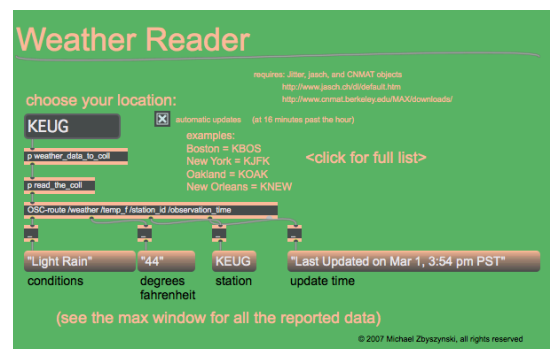 Weather Reader
requires: Jitter, jasch, and CNMAT objects
http://www.jasch.ch/dl/default.htm
http://www.cnmat.berkeley.edu/MAX/downloads/
choose your location:
KEUG
automatic updates (at 16 minutes past the hour)
examples:
Boston = KBOS
New York = KJFK
Oakland = KOAK
New Orleans = KNEW
<click for full list>
p weather_data_to_coll
p read_the_coll
OSC-route /weather /temp_f /station_id /observation_time
"Light Rain"
"44"
KEUG
"Last Updated on Mar 1, 3:54 pm PST"
conditions
degrees
fahrenheit
station
update time
(see the max window for all the reported data)
© 2007 Michael Zbyszynski, all rights reserved